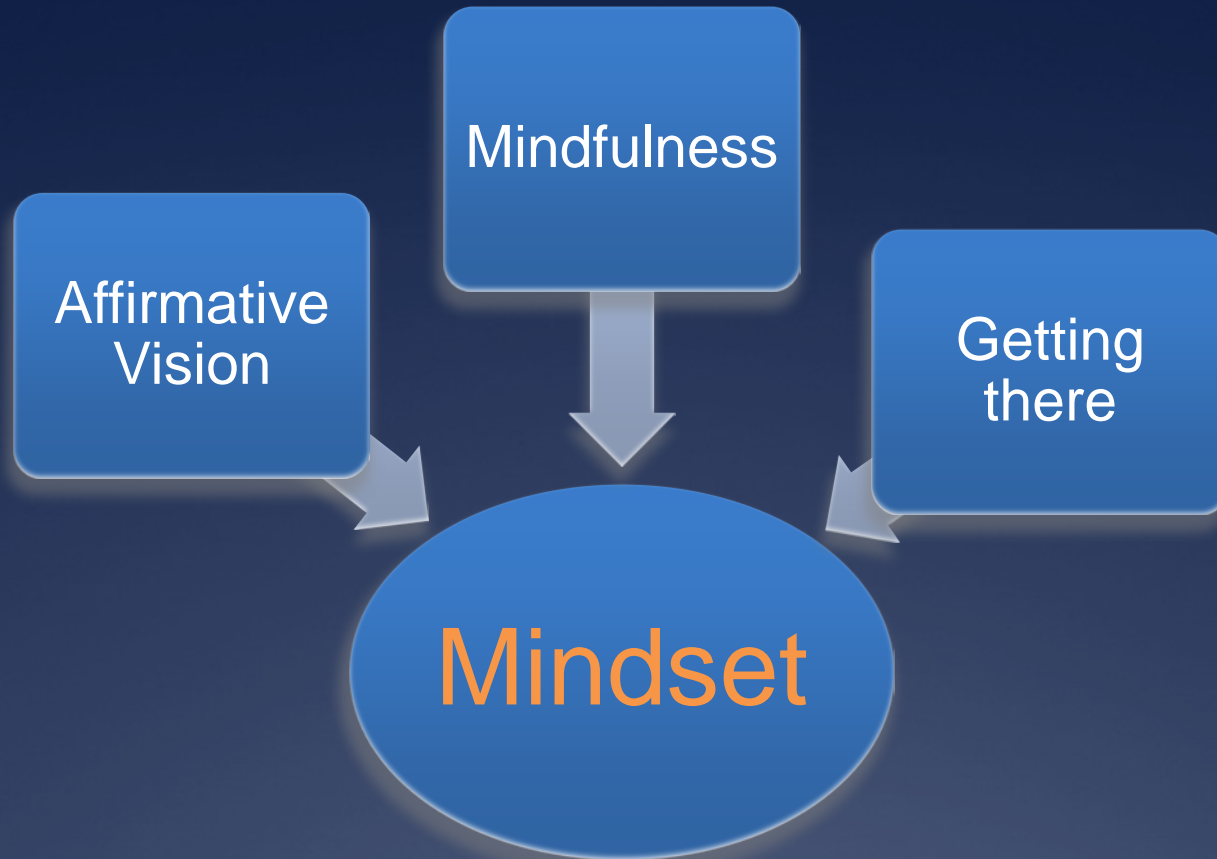 Mindfulness
Affirmative
Vision
Getting
there
Mindset